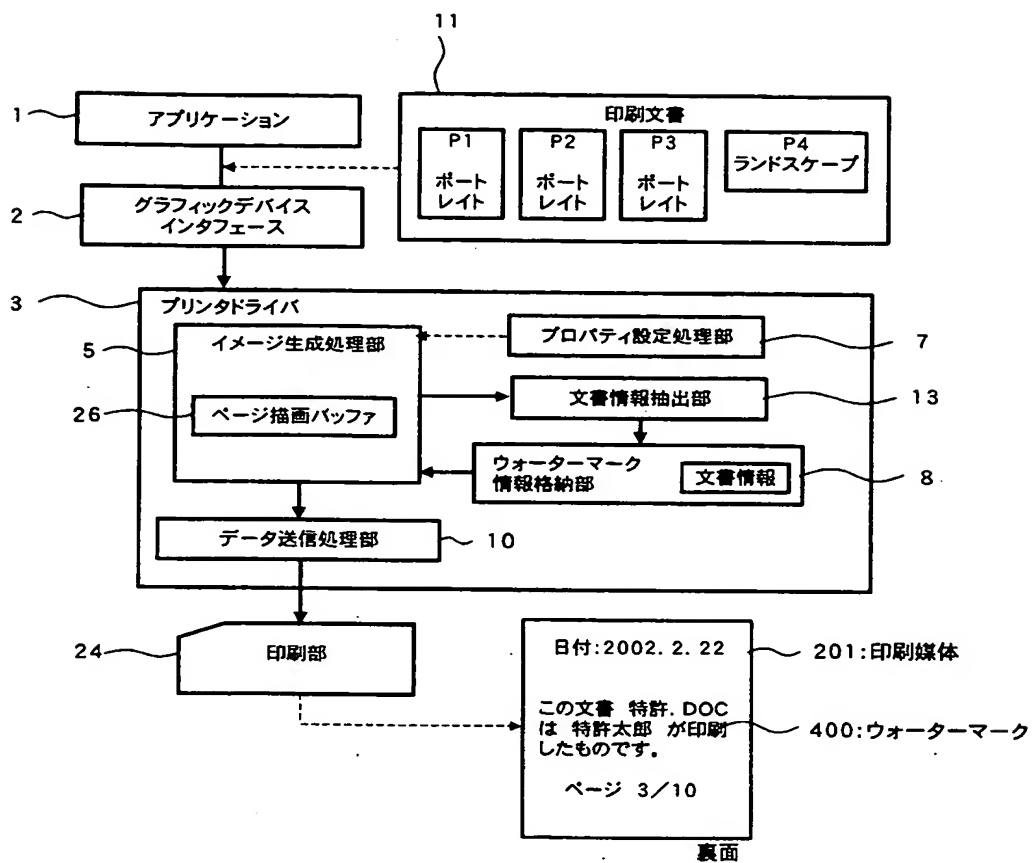 11
1
アプリケーション
印刷文書
P1
ポート
レイト
P2
ポート
レイト
P3
ポート
レイト
P4
ランドスケープ
2
グラフィックデバイス
インタフェース
3
プリンタドライバ
5
イメージ生成処理部
プロパティ設定処理部
7
26
ページ描画バッファ
文書情報抽出部
13
ウォーターマーク
情報格納部
文書情報
8
データ送信処理部
10
24
印刷部
日付:2002.2.22
201:印刷媒体
この文書 特許.DOC
は 特許太郎 が印刷
したものです。
400:ウォーターマーク
ページ 3/10
裏面